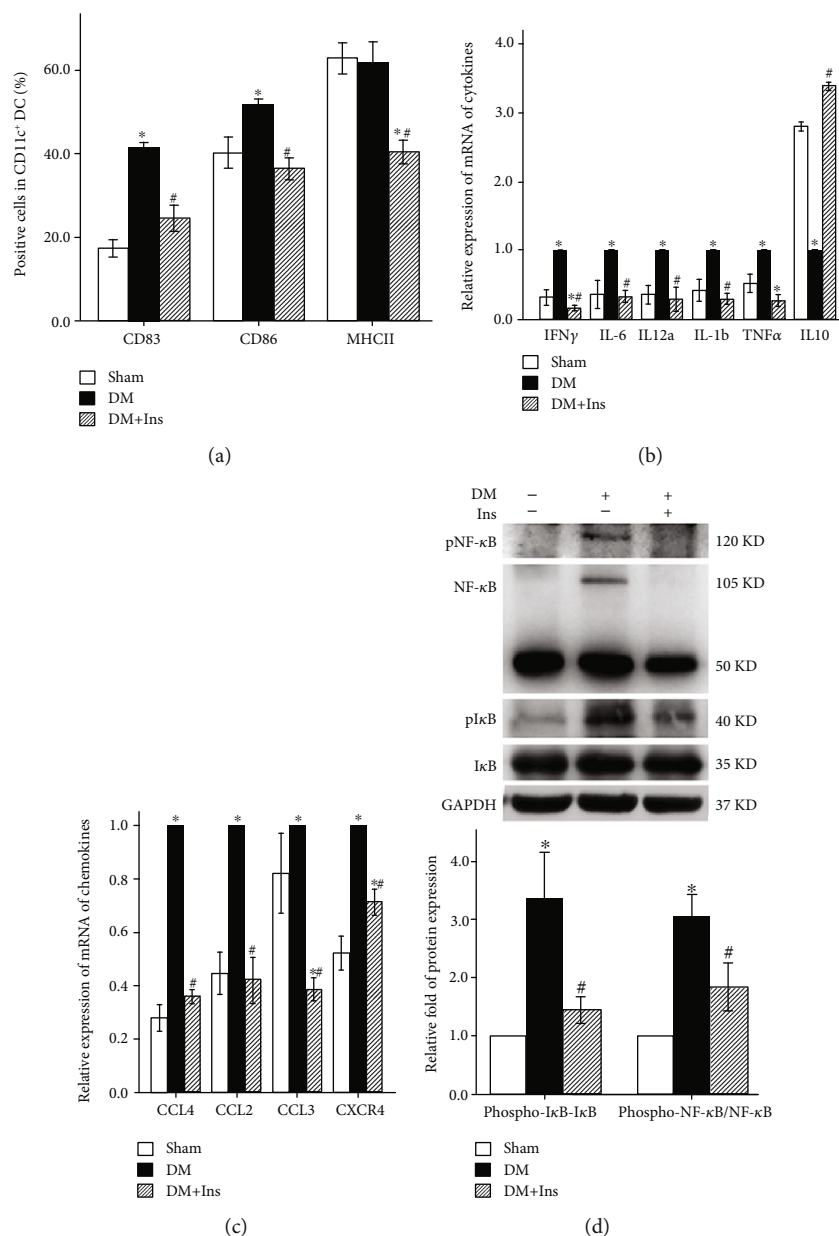 Positive cells in CD11c+ DC (%)
60.0
40.0
20.0
0.0
* # * # *#
CD83 CD86 MHCII
Sham
DM
DM+Ins
(a)
Relative expression of mRNA of cytokines
4.0
3.0
2.0
1.0
0.0
* *# * # * # * # * * * #
IFNγ IL-6 IL12a IL-1b TNFα IL10
Sham
DM
DM+Ins
(b)
Relative expression of mRNA of chemokines
1.0
0.8
0.6
0.4
0.2
0.0
* # * # * *# * *#
CCL4 CCL2 CCL3 CXCR4
Sham
DM
DM+Ins
(c)
DM − + +
Ins − − +
pNF-κB 120 KD
NF-κB 105 KD
50 KD
pIκB 40 KD
IκB 35 KD
GAPDH 37 KD
Relative fold of protein expression
4.0
3.0
2.0
1.0
0.0
* # * #
Phospho-IκB-IκB Phospho-NF-κB/NF-κB
Sham
DM
DM+Ins
(d)